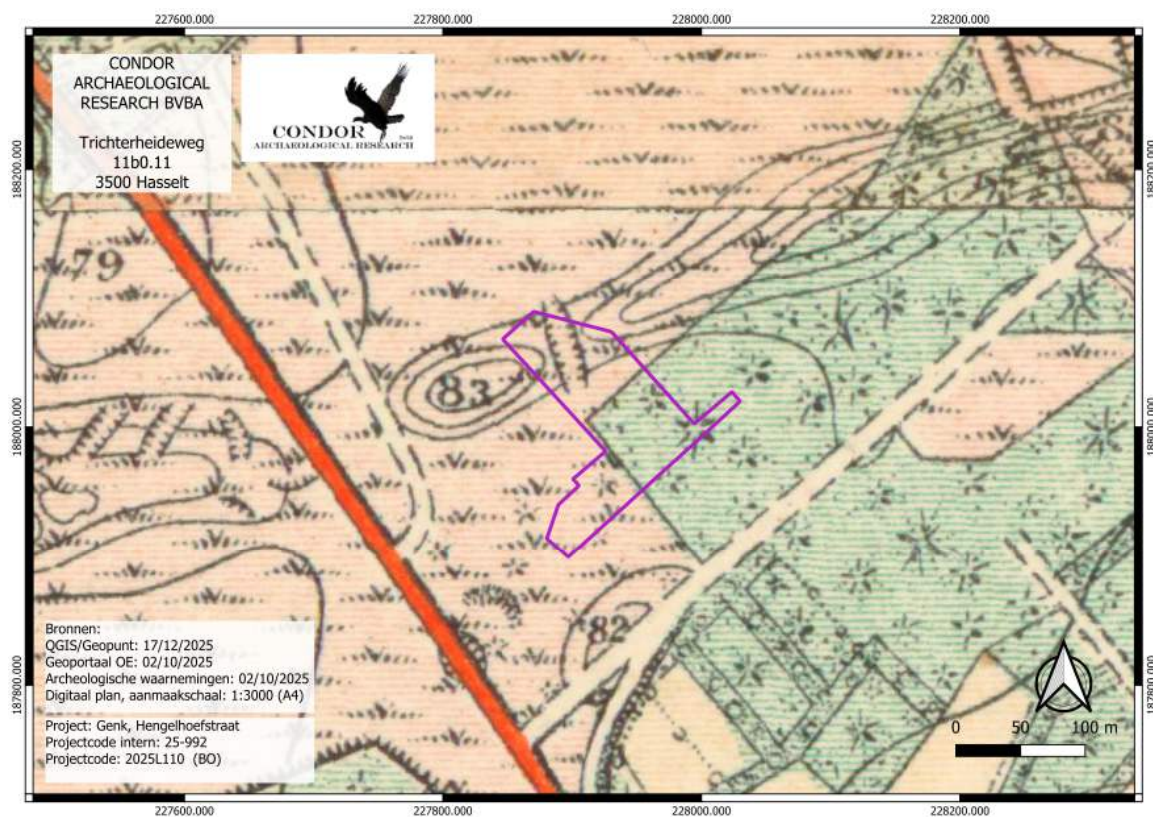 227600.000
227800.000
228000.000
228200.000
CONDOR
ARCHAEOLOGICAL
RESEARCH BVBA
Trichterheideweg
11b0.11
3500 Hasselt
CONDOR
ARCHAEOLOGICAL RESEARCH
188200.000
188200.000
79
83
188000.000
188000.000
82
Bronnen:
QGIS/Geopunt: 17/12/2025
Geoportaal OE: 02/10/2025
Archeologische waarnemingen: 02/10/2025
Digitaal plan, aanmaakschaal: 1:3000 (A4)
Project: Genk, Hengelhoefstraat
Projectcode intern: 25-992
Projectcode: 2025L110 (BO)
187800.000
187800.000
0 50 100 m
227600.000
227800.000
228000.000
228200.000